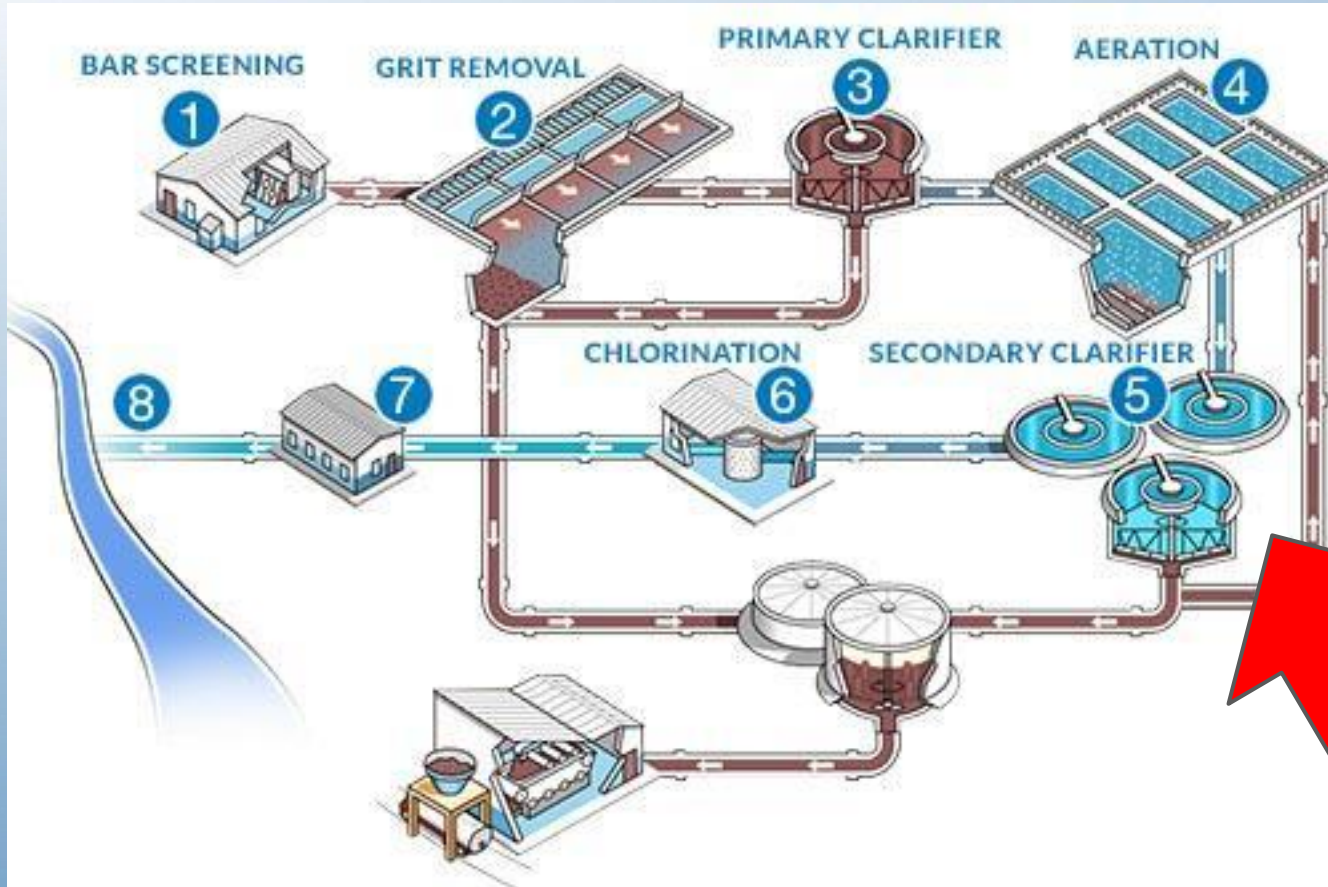 BAR SCREENING
1
GRIT REMOVAL
2
PRIMARY CLARIFIER
3
AERATION
4
SECONDARY CLARIFIER
5
CHLORINATION
6
7
8